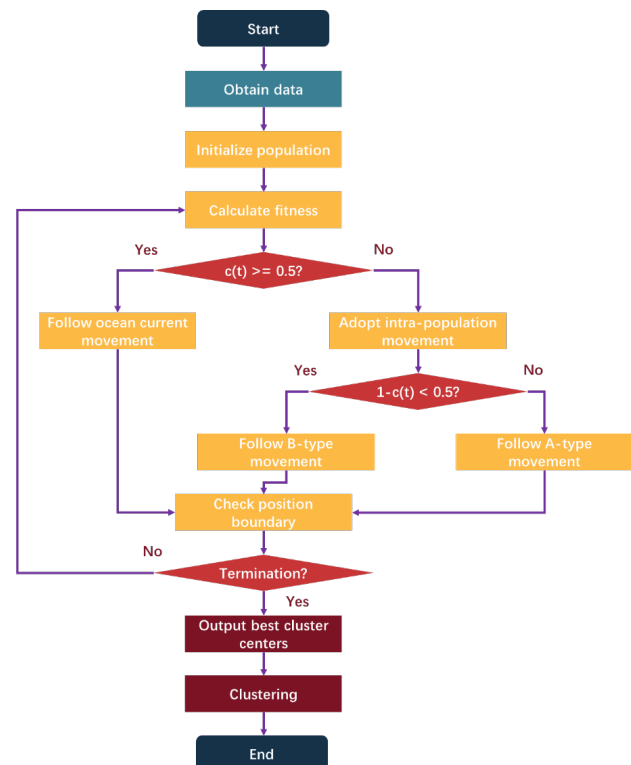 Start
Obtain data
Initialize population
Calculate fitness
Yes
No
c(t) >= 0.5?
Follow ocean current
movement
Adopt intra-population
movement
Yes
No
1-c(t) < 0.5?
Follow B-type
movement
Follow A-type
movement
Check position
boundary
No
Termination?
Yes
Output best cluster
centers
Clustering
End